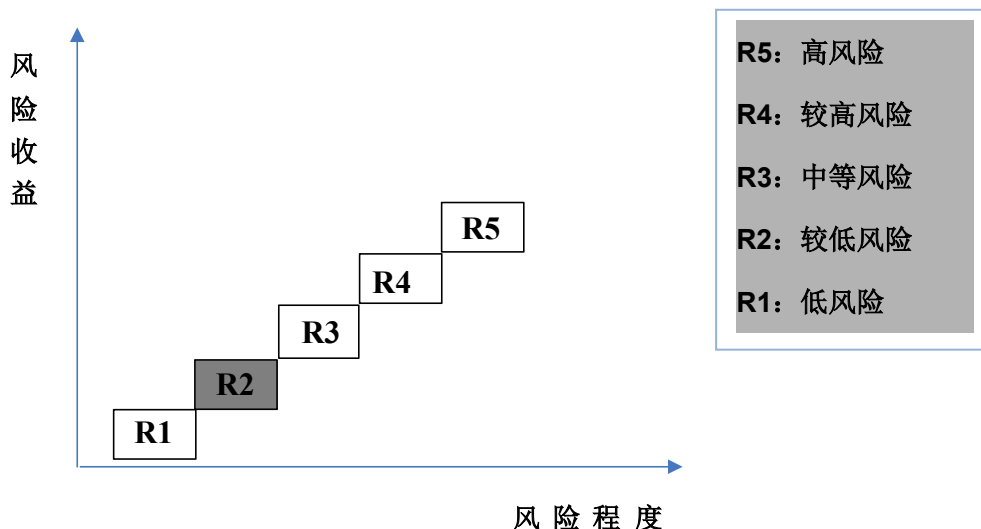 风
险
收
益
R5：高风险
R4：较高风险
R3：中等风险
R2：较低风险
R1：低风险
R5
R4
R3
R2
R1
风 险 程 度